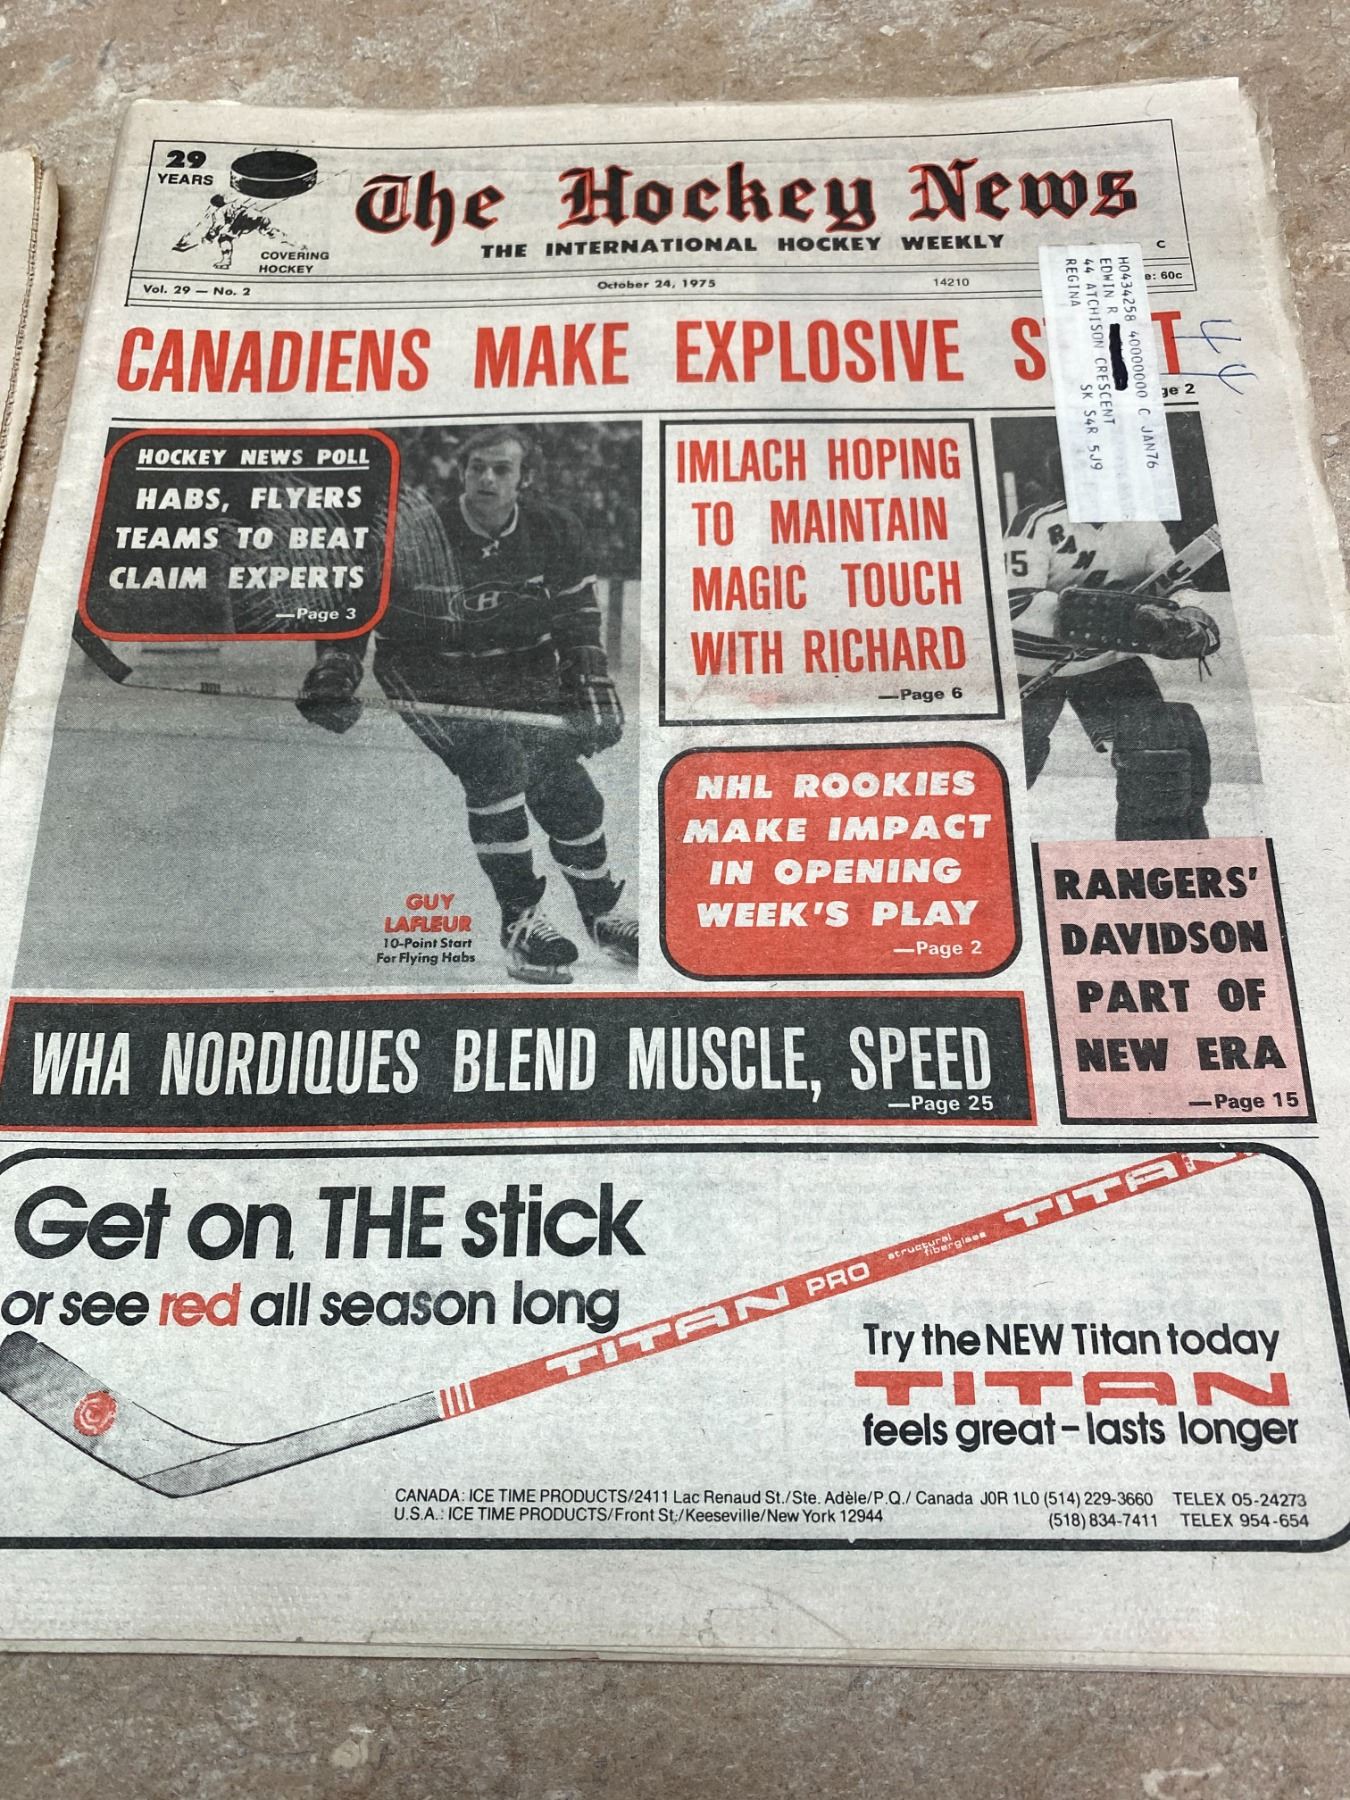 29
YEARS
COVERING
HOCKEY
The Hockey News
THE INTERNATIONAL HOCKEY WEEKLY
C
Vol. 29 — No. 2
October 24, 1975
14210
e: 60c
H0434258 4000000 C JAN76
EDWIN R
44 ATCHISON CRESCENT
REGINA SK S4R 5J9
CANADIENS MAKE EXPLOSIVE S T
ge 2
44
HOCKEY NEWS POLL
HABS, FLYERS
TEAMS TO BEAT
CLAIM EXPERTS
—Page 3
H
GUY
LAFLEUR
10-Point Start
For Flying Habs
IMLACH HOPING
TO MAINTAIN
MAGIC TOUCH
WITH RICHARD
—Page 6
NHL ROOKIES
MAKE IMPACT
IN OPENING
WEEK'S PLAY
—Page 2
RAN
RANGERS'
DAVIDSON
PART OF
NEW ERA
—Page 15
WHA NORDIQUES BLEND MUSCLE, SPEED
—Page 25
Get on THE stick
or see red all season long
TITAN PRO structural fiberglass TITAN
Try the NEW Titan today
TITAN
feels great – lasts longer
CANADA: ICE TIME PRODUCTS/2411 Lac Renaud St./Ste. Adèle/P.Q./ Canada J0R 1L0 (514) 229-3660 TELEX 05-24273
U.S.A.: ICE TIME PRODUCTS/Front St./Keeseville/New York 12944 (518) 834-7411 TELEX 954-654